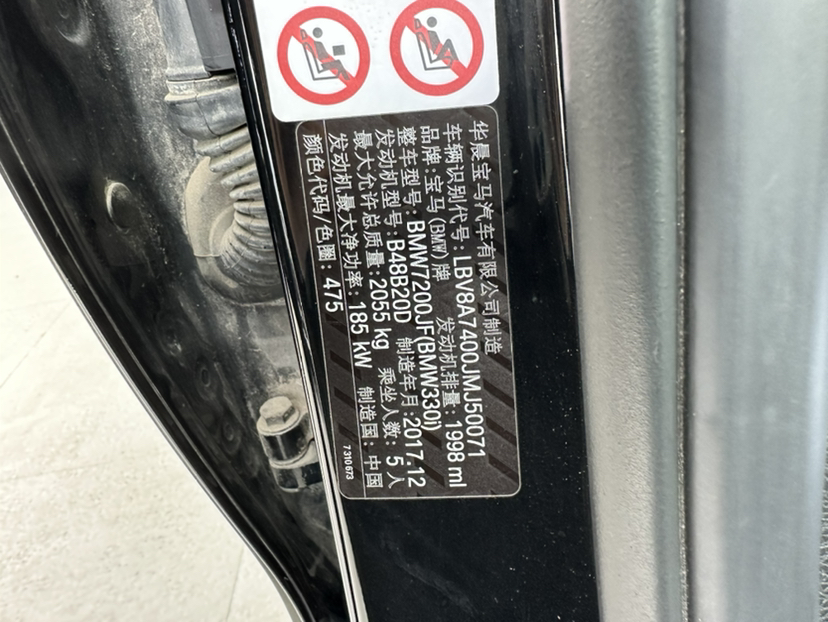 华晨宝马汽车有限公司制造
车辆识别代号:LBV8A7400JMJ50071
品牌:宝马(BMW)牌 发动机排量:1998 ml
整车型号:BMW7200JF(BMW330i)
发动机型号:B48B20D 制造年月:2017.12
最大允许总质量:2055 kg 乘坐人数:5人
发动机最大净功率:185 kW 制造国:中国
颜色代码/色圈:475
7310673